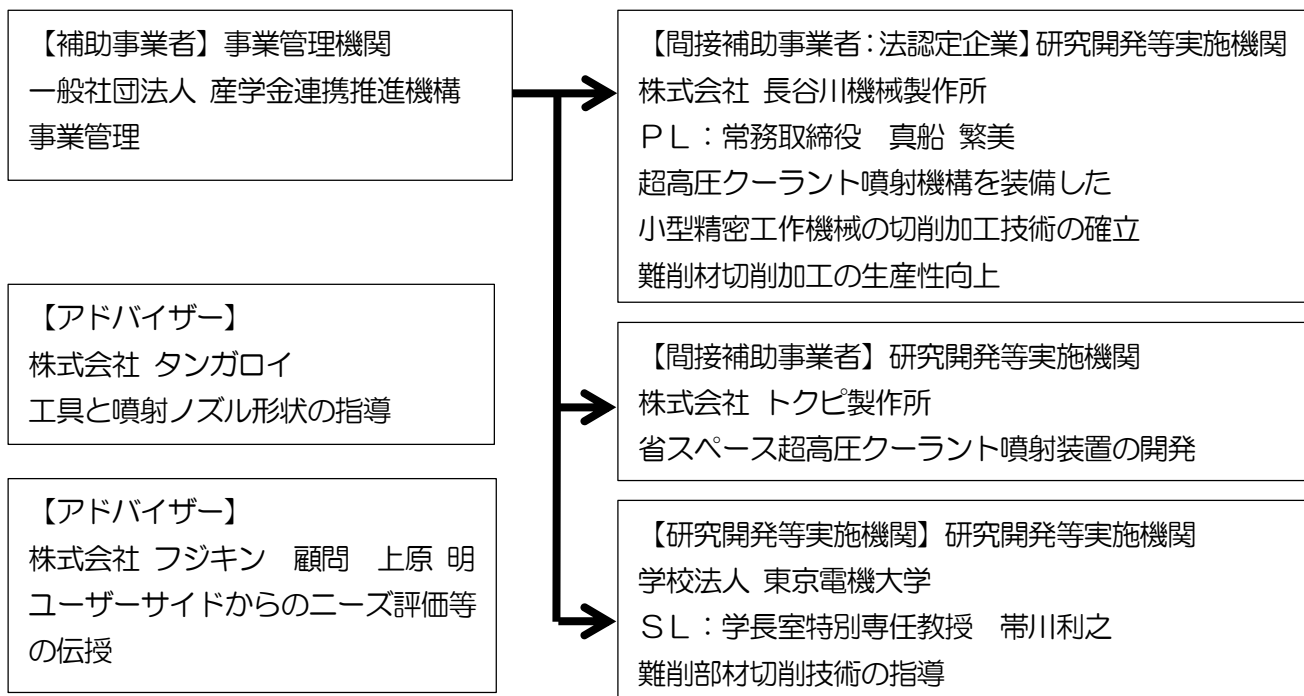 【補助事業者】事業管理機関
一般社団法人 産学金連携推進機構
事業管理
【アドバイザー】
株式会社 タンガロイ
工具と噴射ノズル形状の指導
【アドバイザー】
株式会社 フジキン　顧問　上原 明
ユーザーサイドからのニーズ評価等
の伝授
【間接補助事業者：法認定企業】研究開発等実施機関
株式会社 長谷川機械製作所
ＰＬ：常務取締役　真船 繁美
超高圧クーラント噴射機構を装備した
小型精密工作機械の切削加工技術の確立
難削材切削加工の生産性向上
【間接補助事業者】研究開発等実施機関
株式会社 トクピ製作所
省スペース超高圧クーラント噴射装置の開発
【研究開発等実施機関】研究開発等実施機関
学校法人 東京電機大学
ＳＬ：学長室特別専任教授　帯川利之
難削部材切削技術の指導